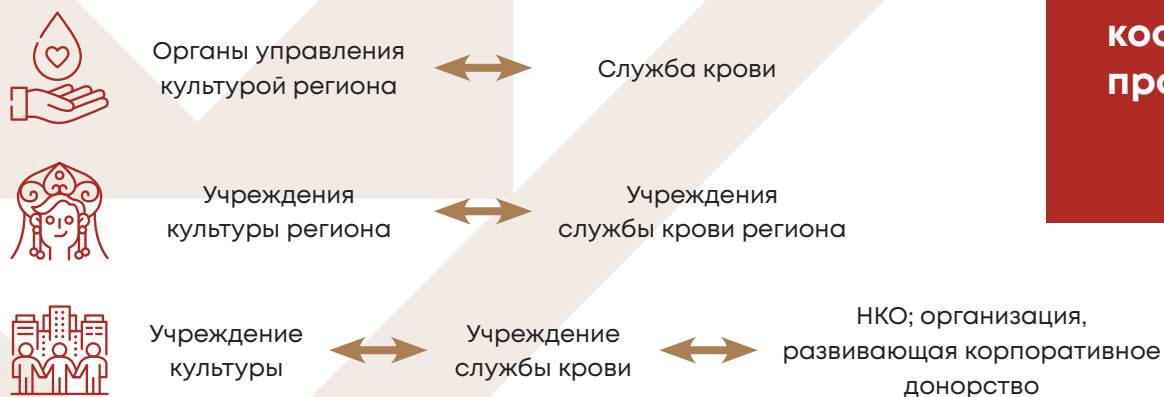 Органы управления
культурой региона
Служба крови
Учреждения
культуры региона
Учреждения
службы крови региона
Учреждение
культуры
Учреждение
службы крови
НКО; организация,
развивающая корпоративное
донорство